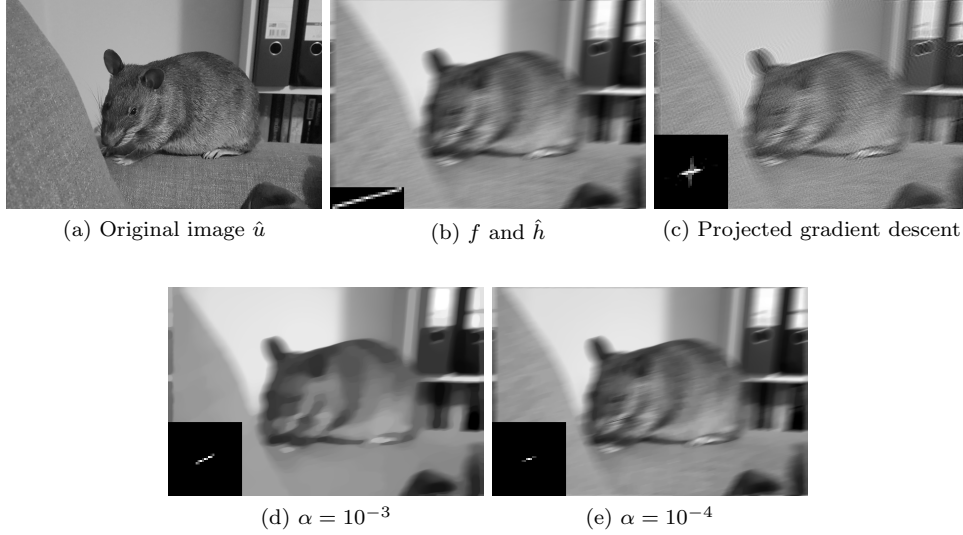 (a) Original image û
(b) f and ĥ
(c) Projected gradient descent
(d) α = 10⁻³
(e) α = 10⁻⁴